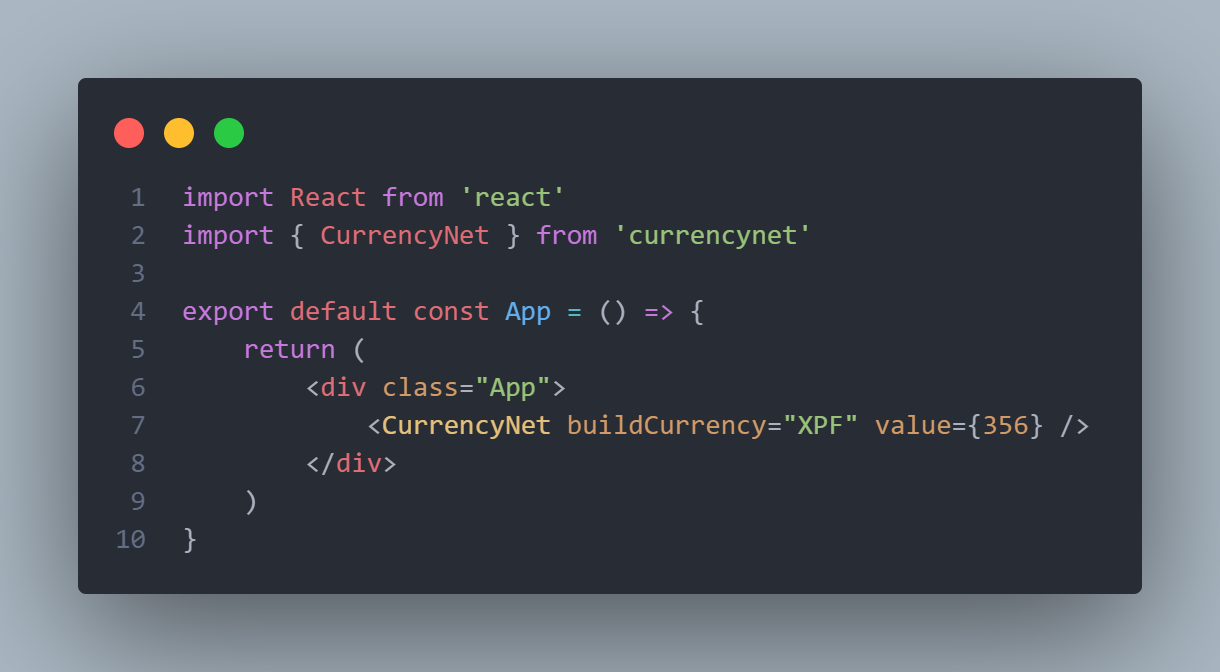 1 import React from 'react'
2 import { CurrencyNet } from 'currencynet'
3
4 export default const App = () => {
5     return (
6         <div class="App">
7             <CurrencyNet buildCurrency="XPF" value={356} />
8         </div>
9     )
10 }